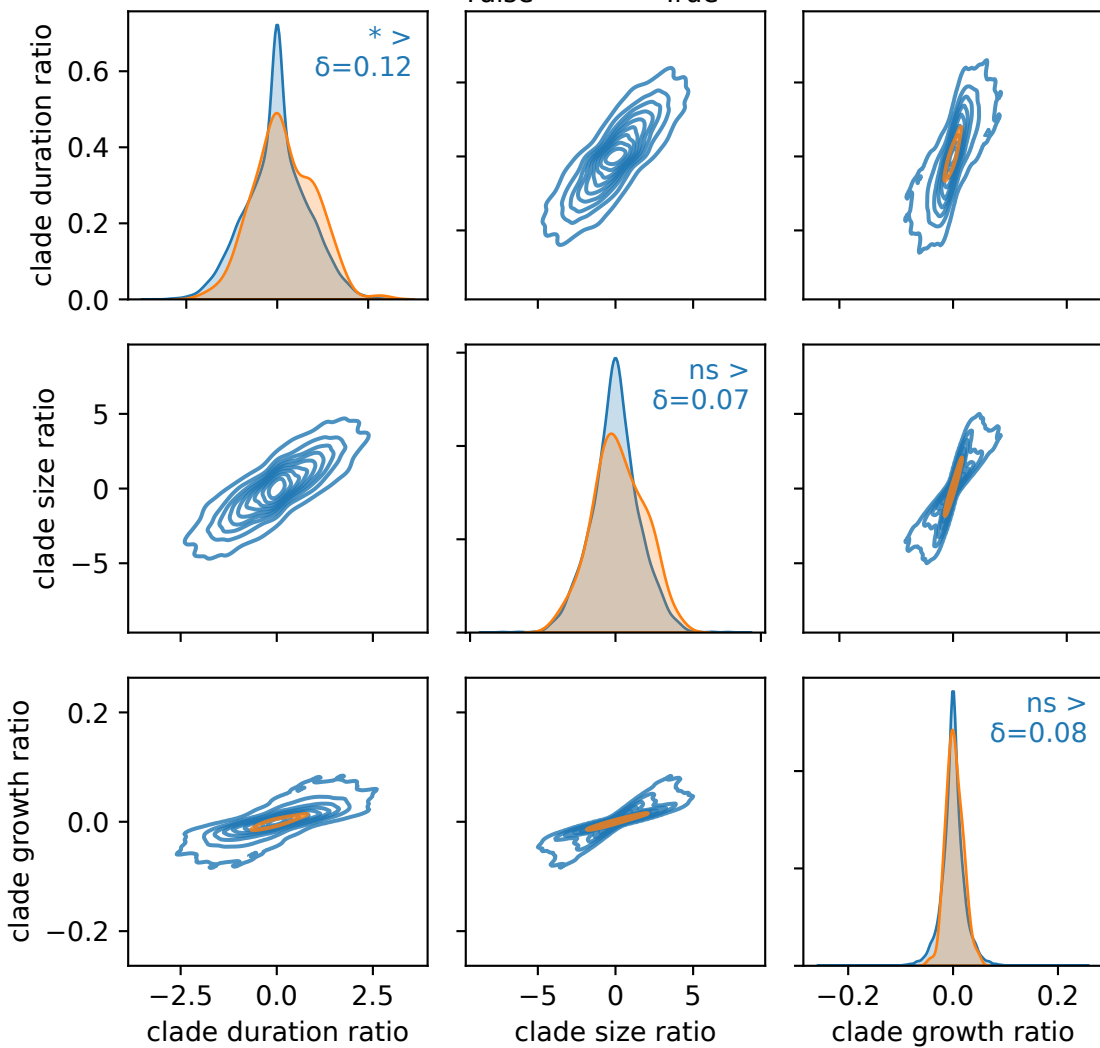 clade duration ratio
0.6
0.4
0.2
0.0
* >
δ=0.12
clade size ratio
5
0
−5
ns >
δ=0.07
clade growth ratio
0.2
0.0
−0.2
ns >
δ=0.08
−2.5 0.0 2.5
−5 0 5
−0.2 0.0 0.2
clade duration ratio
clade size ratio
clade growth ratio